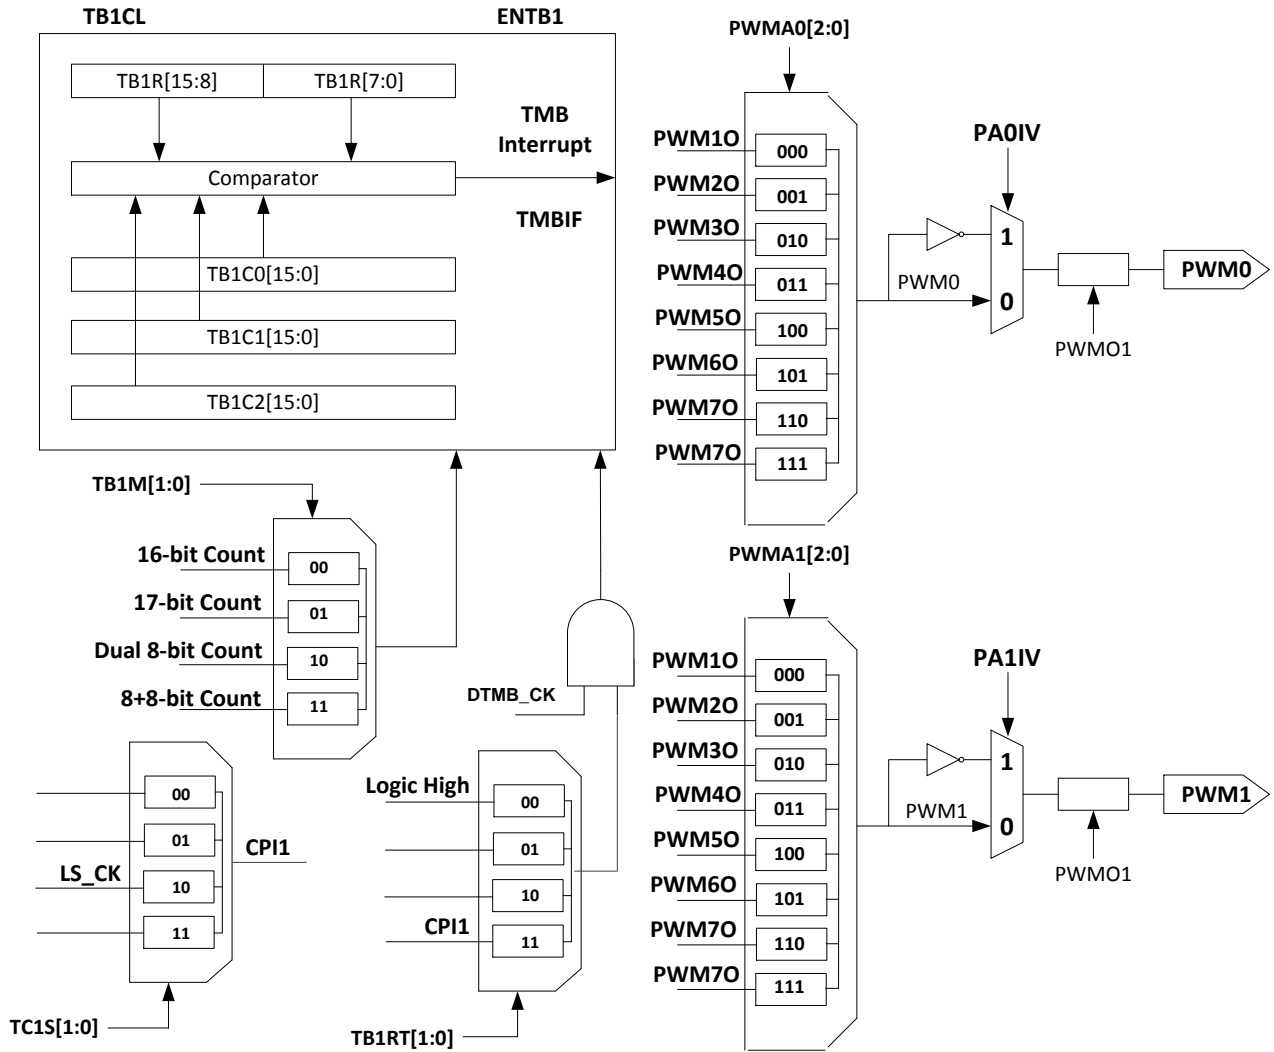 TB1CL
ENTB1
TB1R[15:8]
TB1R[7:0]
TMB
Interrupt
Comparator
TMBIF
TB1C0[15:0]
TB1C1[15:0]
TB1C2[15:0]
TB1M[1:0]
16-bit Count
00
17-bit Count
01
Dual 8-bit Count
10
8+8-bit Count
11
DTMB_CK
00
01
CPI1
LS_CK
10
11
TC1S[1:0]
Logic High
00
01
10
CPI1
11
TB1RT[1:0]
PWMA0[2:0]
PWM1O
000
PWM2O
001
PWM3O
010
PWM4O
011
PWM5O
100
PWM6O
101
PWM7O
110
PWM7O
111
PA0IV
1
PWM0
0
PWM0
PWMO1
PWMA1[2:0]
PWM1O
000
PWM2O
001
PWM3O
010
PWM4O
011
PWM5O
100
PWM6O
101
PWM7O
110
PWM7O
111
PA1IV
1
PWM1
0
PWM1
PWMO1